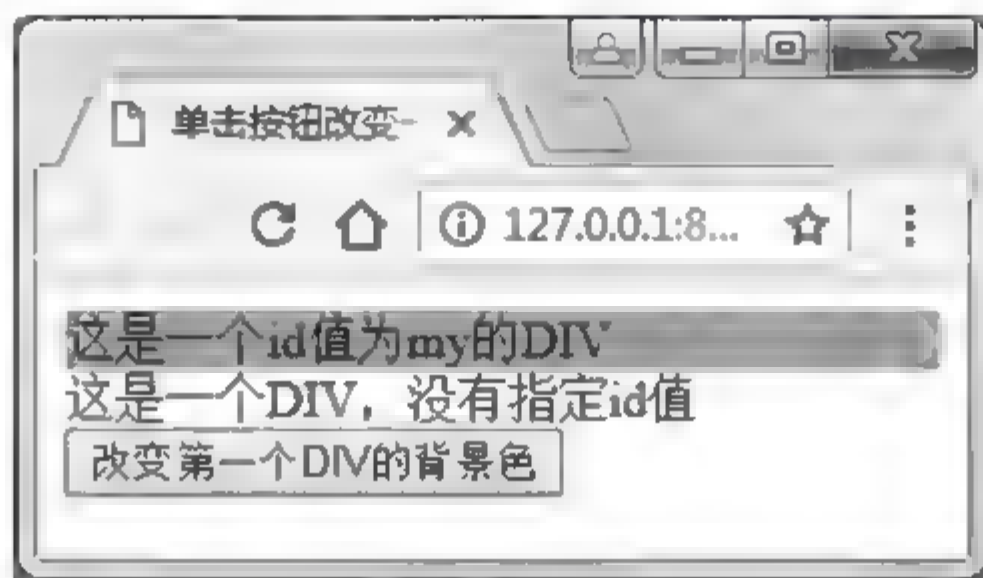 单击按钮改变
127.0.0.1:8...
这是一个id值为my的DIV
这是一个DIV，没有指定id值
改变第一个DIV的背景色